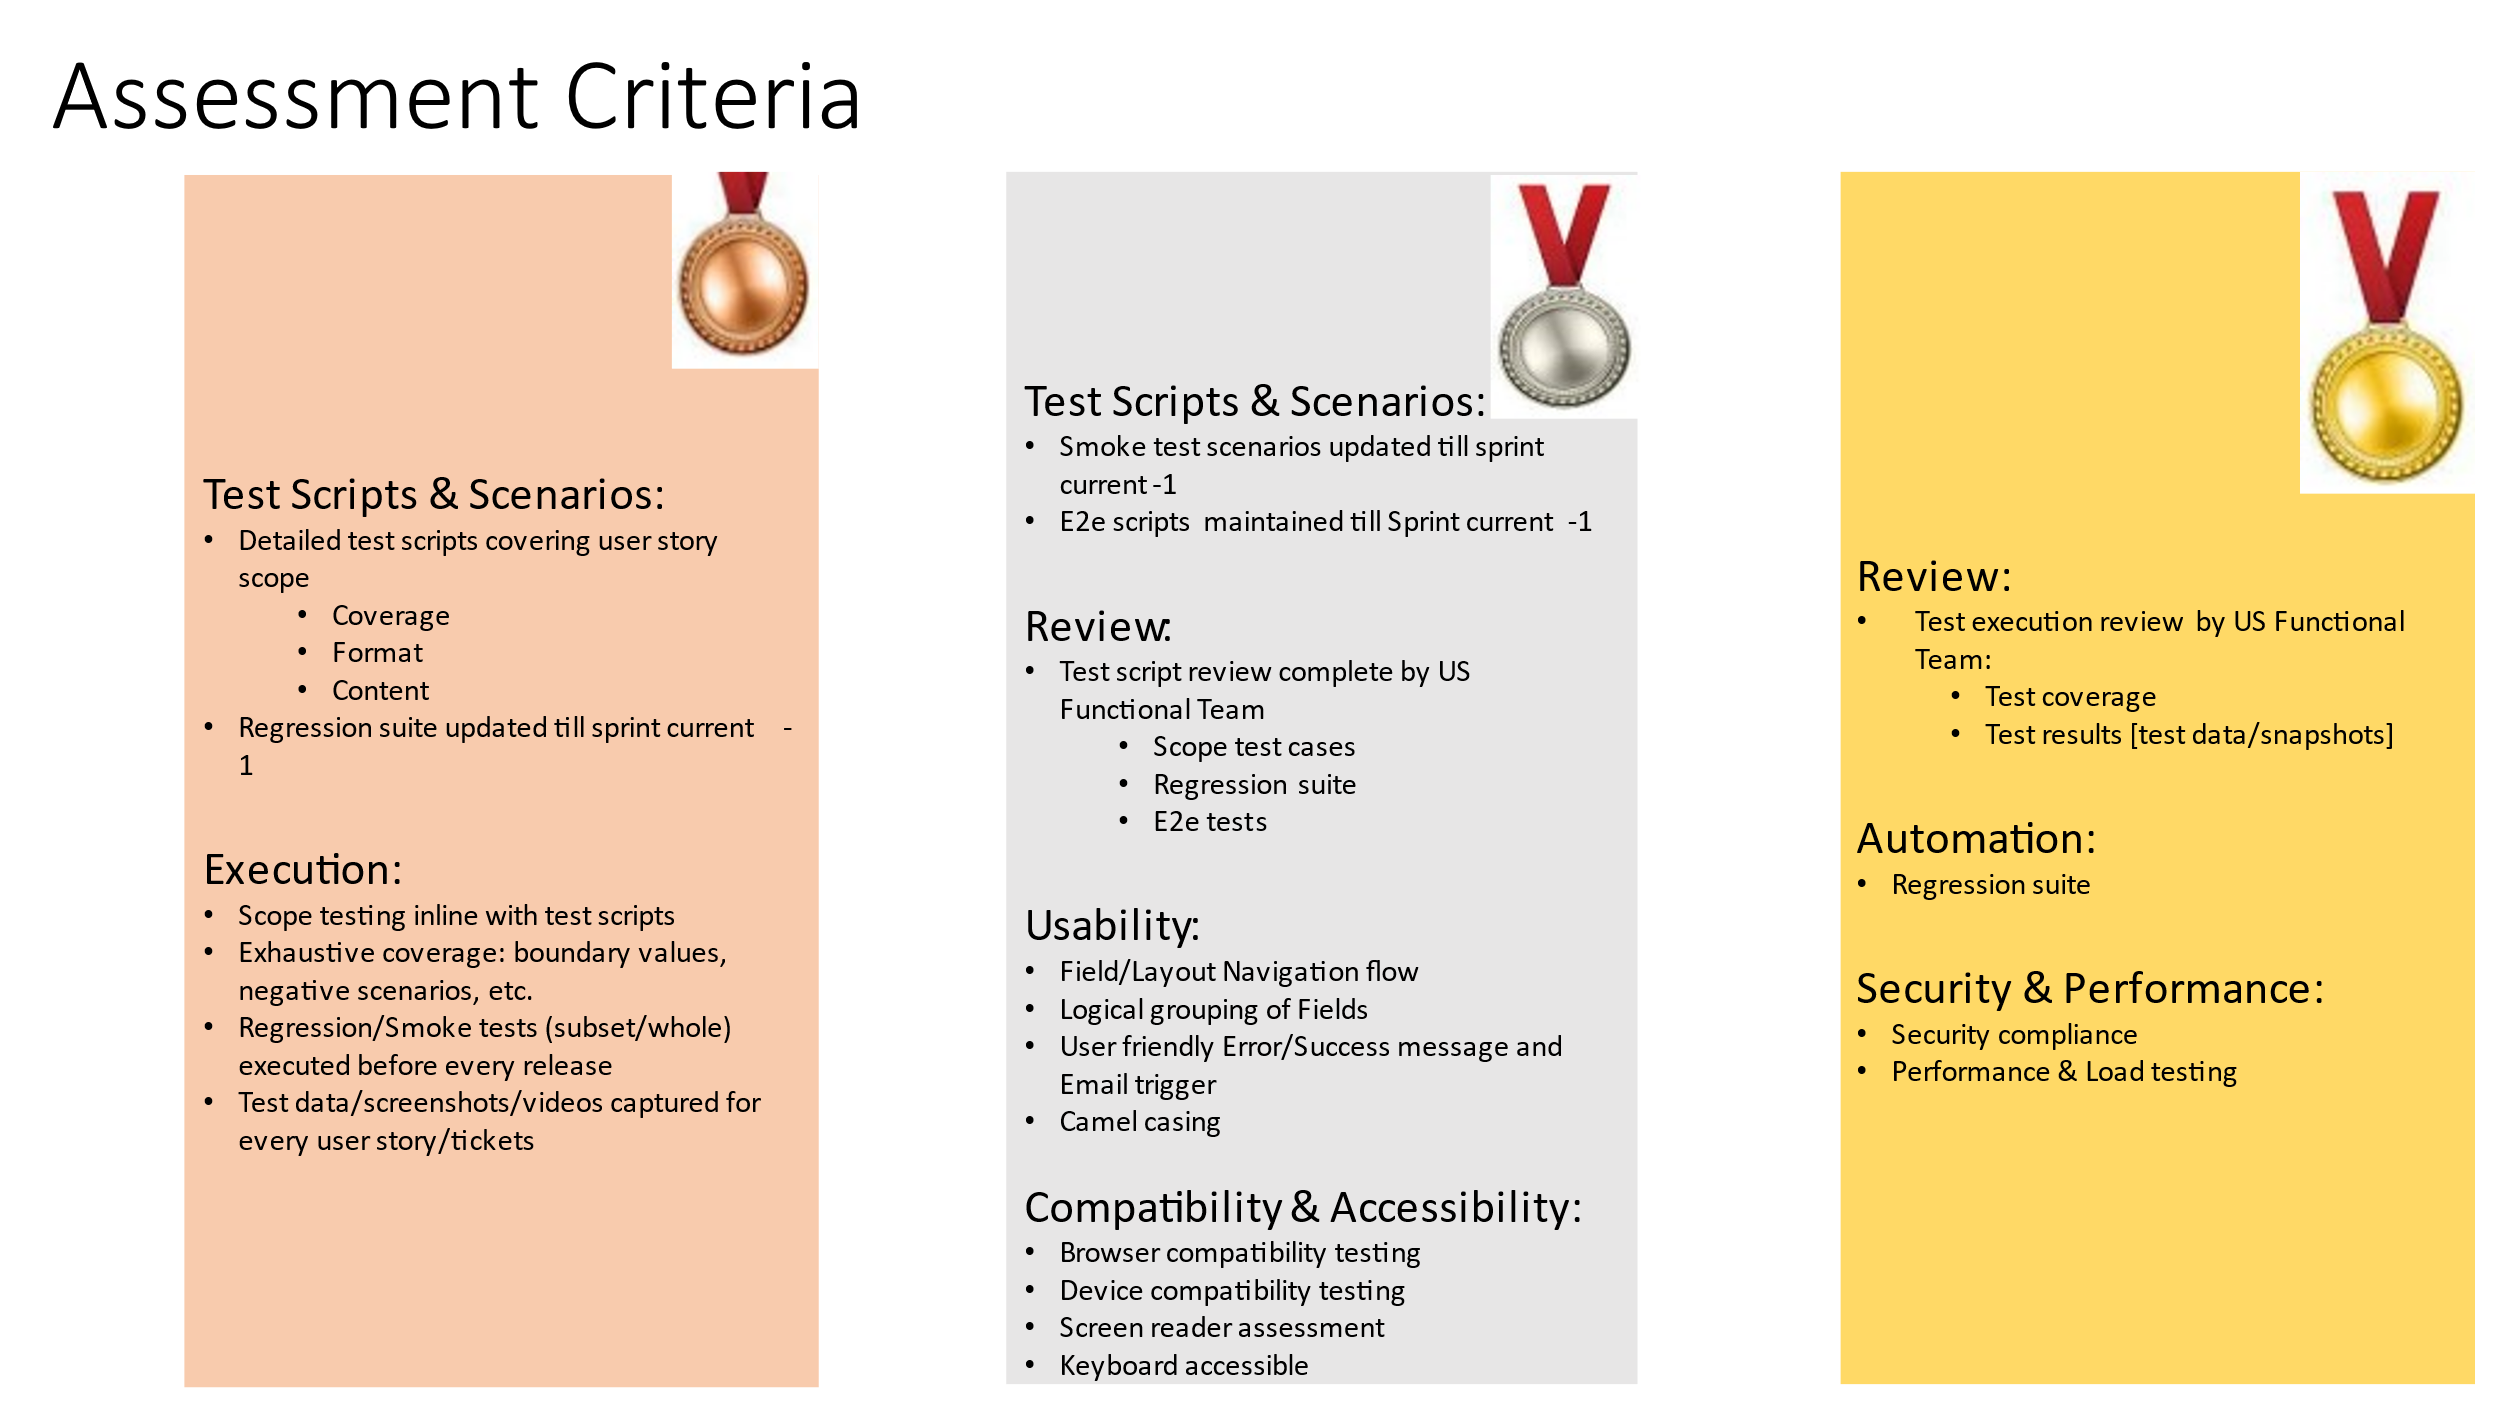 Assessment Criteria
Test Scripts & Scenarios:
• Detailed test scripts covering user story
scope
• Coverage
• Format
• Content
• Regression suite updated till sprint current -
1
Execution:
• Scope testing inline with test scripts
• Exhaustive coverage: boundary values,
negative scenarios, etc.
• Regression/Smoke tests (subset/whole)
executed before every release
• Test data/screenshots/videos captured for
every user story/tickets
Test Scripts & Scenarios:
• Smoke test scenarios updated till sprint
current -1
• E2e scripts maintained till Sprint current -1
Review:
• Test script review complete by US
Functional Team
• Scope test cases
• Regression suite
• E2e tests
Usability:
• Field/Layout Navigation flow
• Logical grouping of Fields
• User friendly Error/Success message and
Email trigger
• Camel casing
Compatibility & Accessibility:
• Browser compatibility testing
• Device compatibility testing
• Screen reader assessment
• Keyboard accessible
Review:
• Test execution review by US Functional
Team:
• Test coverage
• Test results [test data/snapshots]
Automation:
• Regression suite
Security & Performance:
• Security compliance
• Performance & Load testing